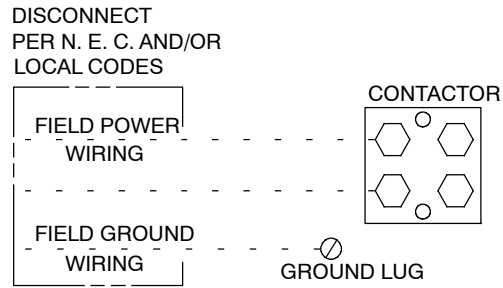 DISCONNECT
PER N. E. C. AND/OR
LOCAL CODES
CONTACTOR
FIELD POWER
WIRING
FIELD GROUND
WIRING
GROUND LUG